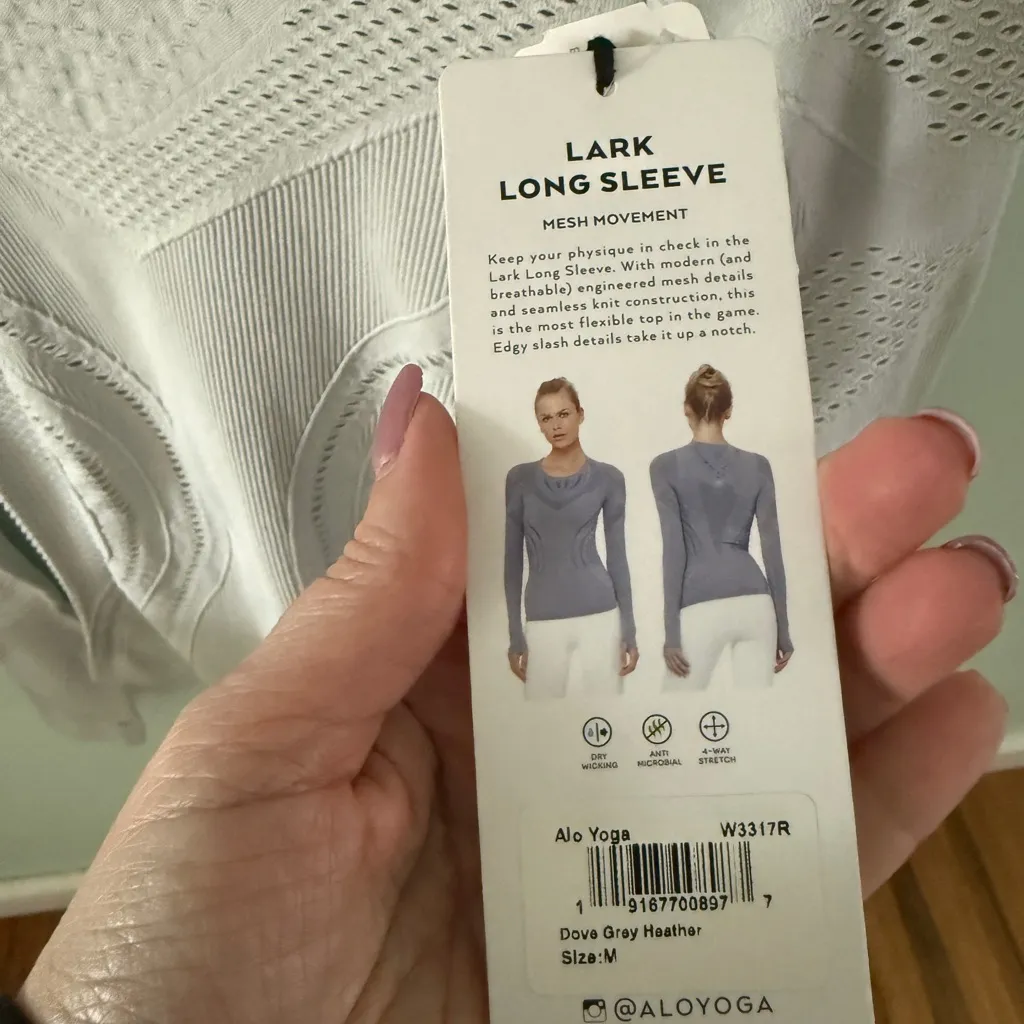 LARK
LONG SLEEVE
MESH MOVEMENT
Keep your physique in check in the
Lark Long Sleeve. With modern (and
breathable) engineered mesh details
and seamless knit construction, this
is the most flexible top in the game.
Edgy slash details take it up a notch.
DRY
WICKING
ANTI
MICROBIAL
4-WAY
STRETCH
Alo Yoga W3317R
1 9167700897 7
Dove Grey Heather
Size:M
@ALOYOGA